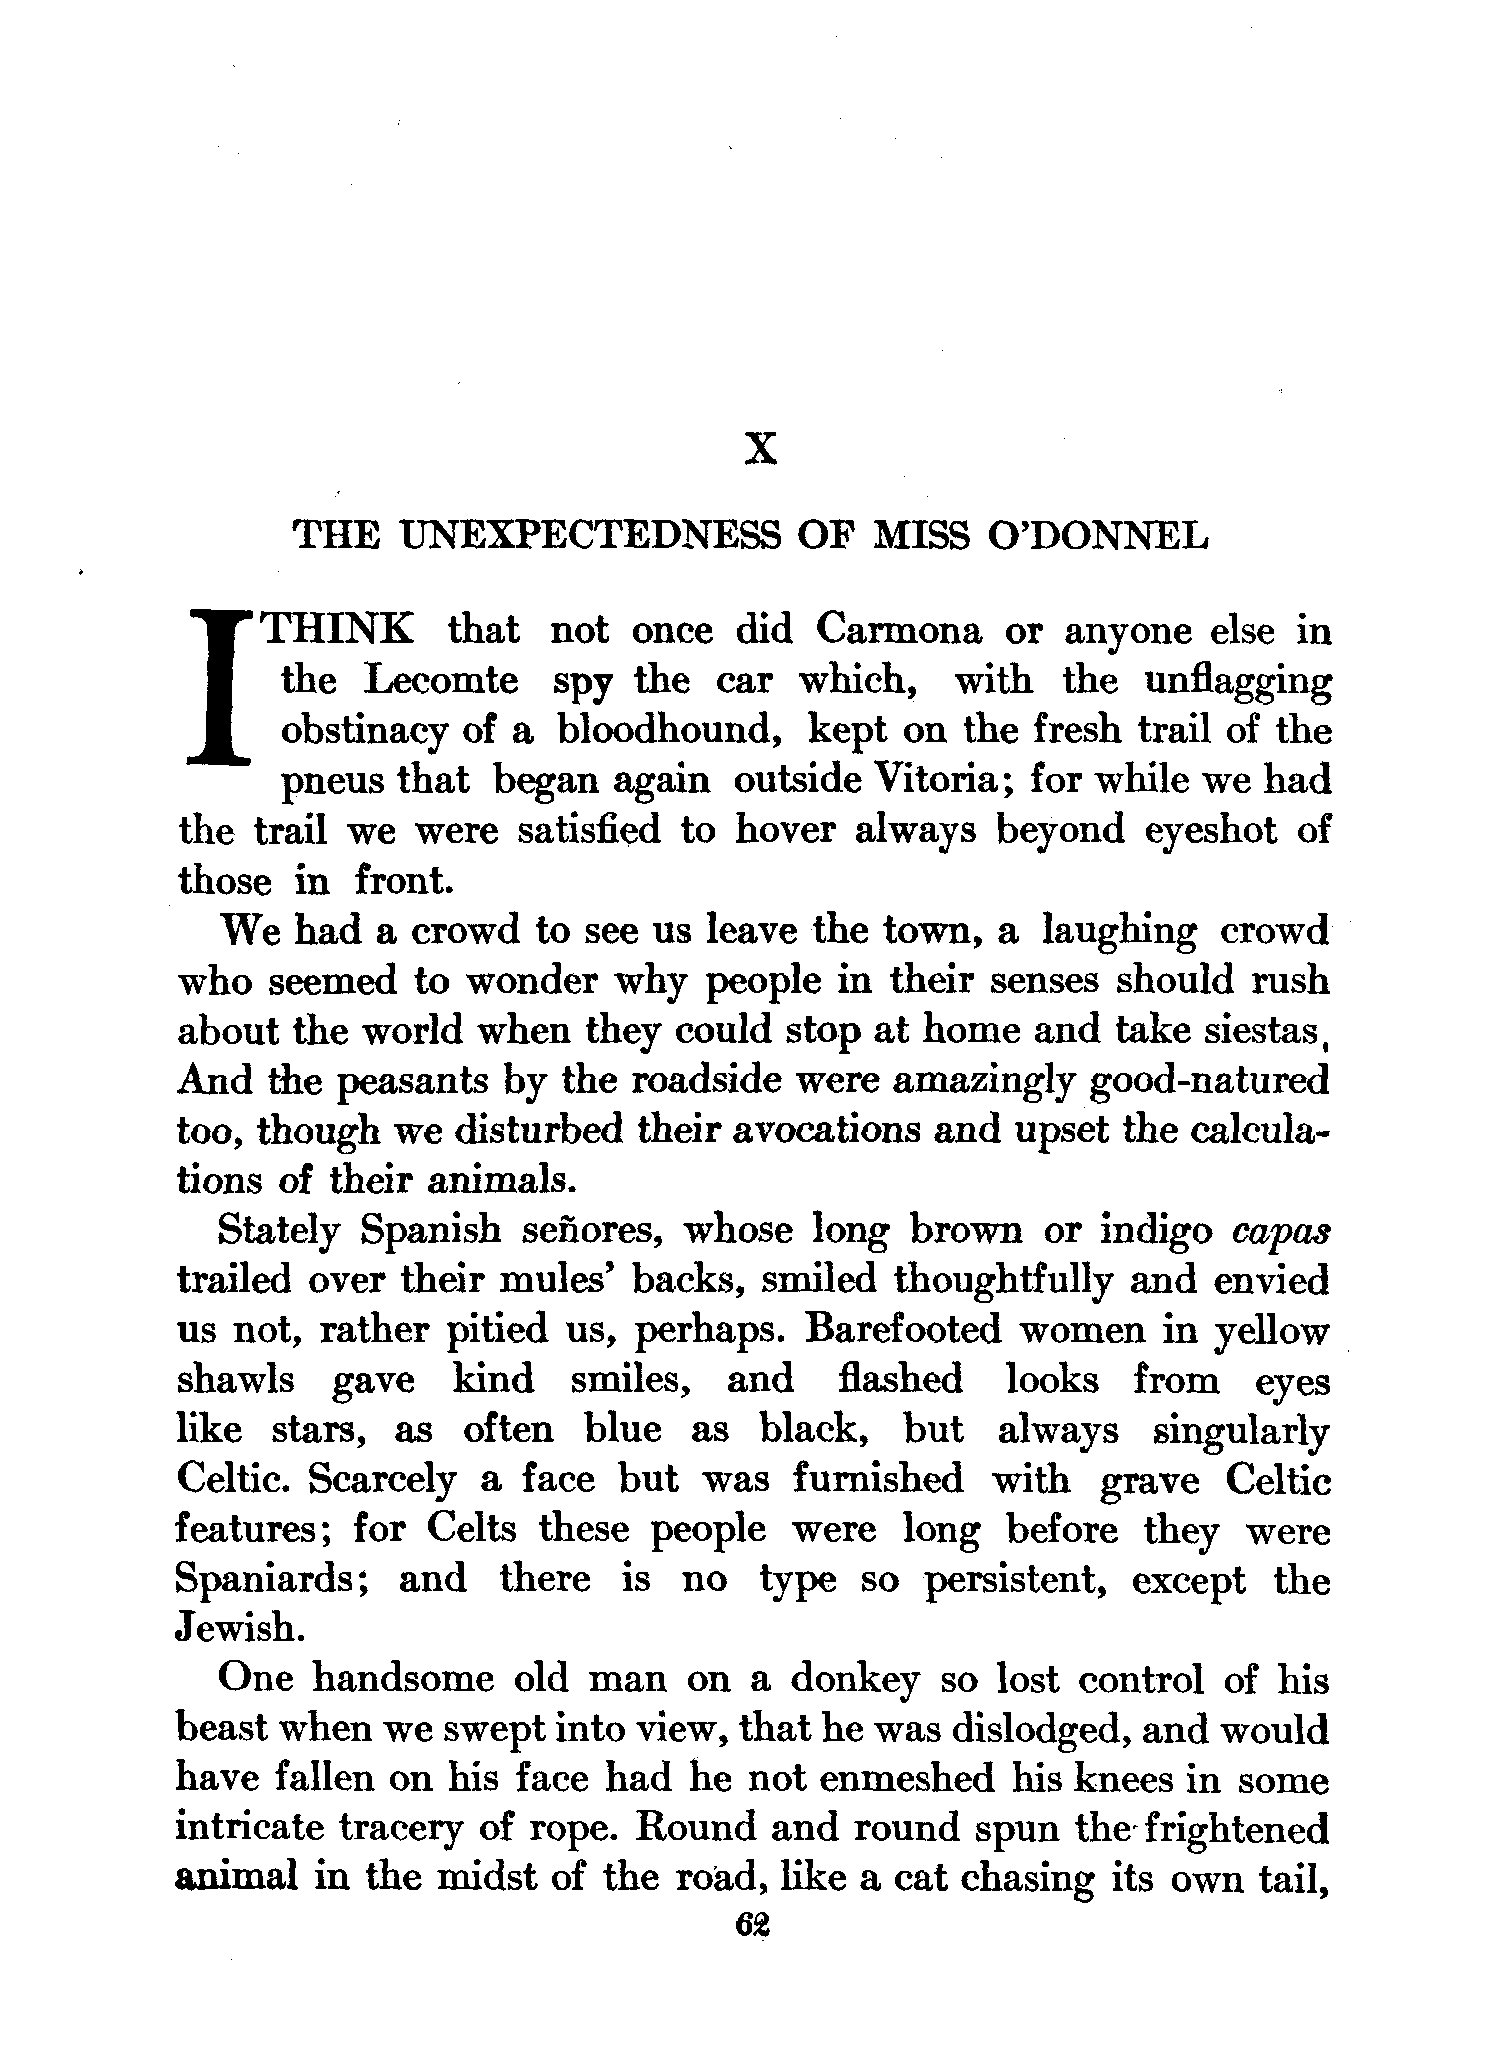 X
THE UNEXPECTEDNESS OF MISS O'DONNEL
I THINK that not once did Carmona or anyone else in
the Lecomte spy the car which, with the unflagging
obstinacy of a bloodhound, kept on the fresh trail of the
pneus that began again outside Vitoria; for while we had
the trail we were satisfied to hover always beyond eyeshot of
those in front.
We had a crowd to see us leave the town, a laughing crowd
who seemed to wonder why people in their senses should rush
about the world when they could stop at home and take siestas,
And the peasants by the roadside were amazingly good-natured
too, though we disturbed their avocations and upset the calcula-
tions of their animals.
Stately Spanish señores, whose long brown or indigo capas
trailed over their mules' backs, smiled thoughtfully and envied
us not, rather pitied us, perhaps. Barefooted women in yellow
shawls gave kind smiles, and flashed looks from eyes
like stars, as often blue as black, but always singularly
Celtic. Scarcely a face but was furnished with grave Celtic
features; for Celts these people were long before they were
Spaniards; and there is no type so persistent, except the
Jewish.
One handsome old man on a donkey so lost control of his
beast when we swept into view, that he was dislodged, and would
have fallen on his face had he not enmeshed his knees in some
intricate tracery of rope. Round and round spun the frightened
animal in the midst of the road, like a cat chasing its own tail,
62